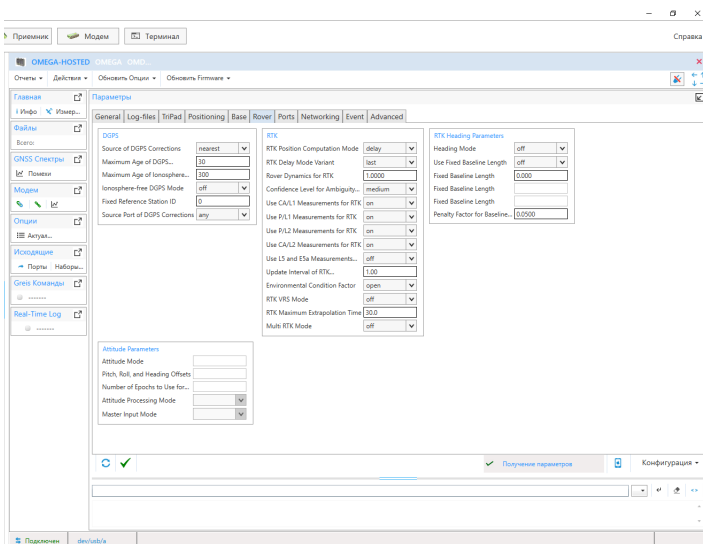 Приемник Модем Терминал Справка
OMEGA-HOSTED OMEGA OMO...
Отчеты Действия Обновить Опции Обновить Firmware
Главная
Инфо Измер...
Файлы
Всего:
GNSS Спектры
Помехи
Модем
Опции
Актуал...
Исходящие
Порты Наборы...
Greis Команды
-------
Real-Time Log
-------
Параметры
General Log-files TriPad Positioning Base Rover Ports Networking Event Advanced
DGPS
Source of DGPS Corrections nearest
Maximum Age of DGPS... 30
Maximum Age of Ionosphere... 300
Ionosphere-free DGPS Mode off
Fixed Reference Station ID 0
Source Port of DGPS Corrections any
RTK
RTK Position Computation Mode delay
RTK Delay Mode Variant last
Rover Dynamics for RTK 1.0000
Confidence Level for Ambiguity... medium
Use CA/L1 Measurements for RTK on
Use P/L1 Measurements for RTK on
Use P/L2 Measurements for RTK on
Use CA/L2 Measurements for RTK on
Use L5 and E5a Measurements... off
Update Interval of RTK... 1.00
Environmental Condition Factor open
RTK VRS Mode off
RTK Maximum Extrapolation Time 30.0
Multi RTK Mode off
RTK Heading Parameters
Heading Mode off
Use Fixed Baseline Length off
Fixed Baseline Length 0.000
Fixed Baseline Length
Fixed Baseline Length
Penalty Factor for Baseline... 0.0500
Attitude Parameters
Attitude Mode
Pitch, Roll, and Heading Offsets
Number of Epochs to Use for...
Attitude Processing Mode
Master Input Mode
Получение параметров Конфигурация
Подключен dev/usb/a